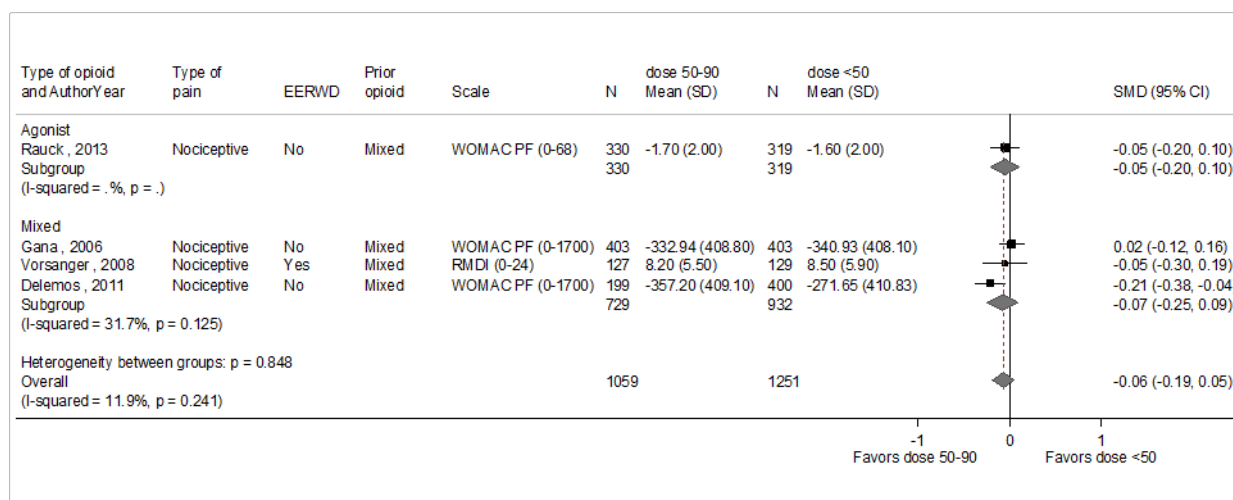 Type of opioid Type of Prior dose 50-90 dose <50
and AuthorYear pain EERWD opioid Scale N Mean (SD) N Mean (SD) SMD (95% CI)
Agonist
Rauck , 2013 Nociceptive No Mixed WOMAC PF (0-68) 330 -1.70 (2.00) 319 -1.60 (2.00) -0.05 (-0.20, 0.10)
Subgroup 330 319 -0.05 (-0.20, 0.10)
(I-squared = .%, p = .)
Mixed
Gana , 2006 Nociceptive No Mixed WOMAC PF (0-1700) 403 -332.94 (408.80) 403 -340.93 (408.10) 0.02 (-0.12, 0.16)
Vorsanger , 2008 Nociceptive Yes Mixed RMDI (0-24) 127 8.20 (5.50) 129 8.50 (5.90) -0.05 (-0.30, 0.19)
Delemos , 2011 Nociceptive No Mixed WOMAC PF (0-1700) 199 -357.20 (409.10) 400 -271.65 (410.83) -0.21 (-0.38, -0.04
Subgroup 729 932 -0.07 (-0.25, 0.09)
(I-squared = 31.7%, p = 0.125)
Heterogeneity between groups: p = 0.848
Overall 1059 1251 -0.06 (-0.19, 0.05)
(I-squared = 11.9%, p = 0.241)
-1 0 1
Favors dose 50-90 Favors dose <50